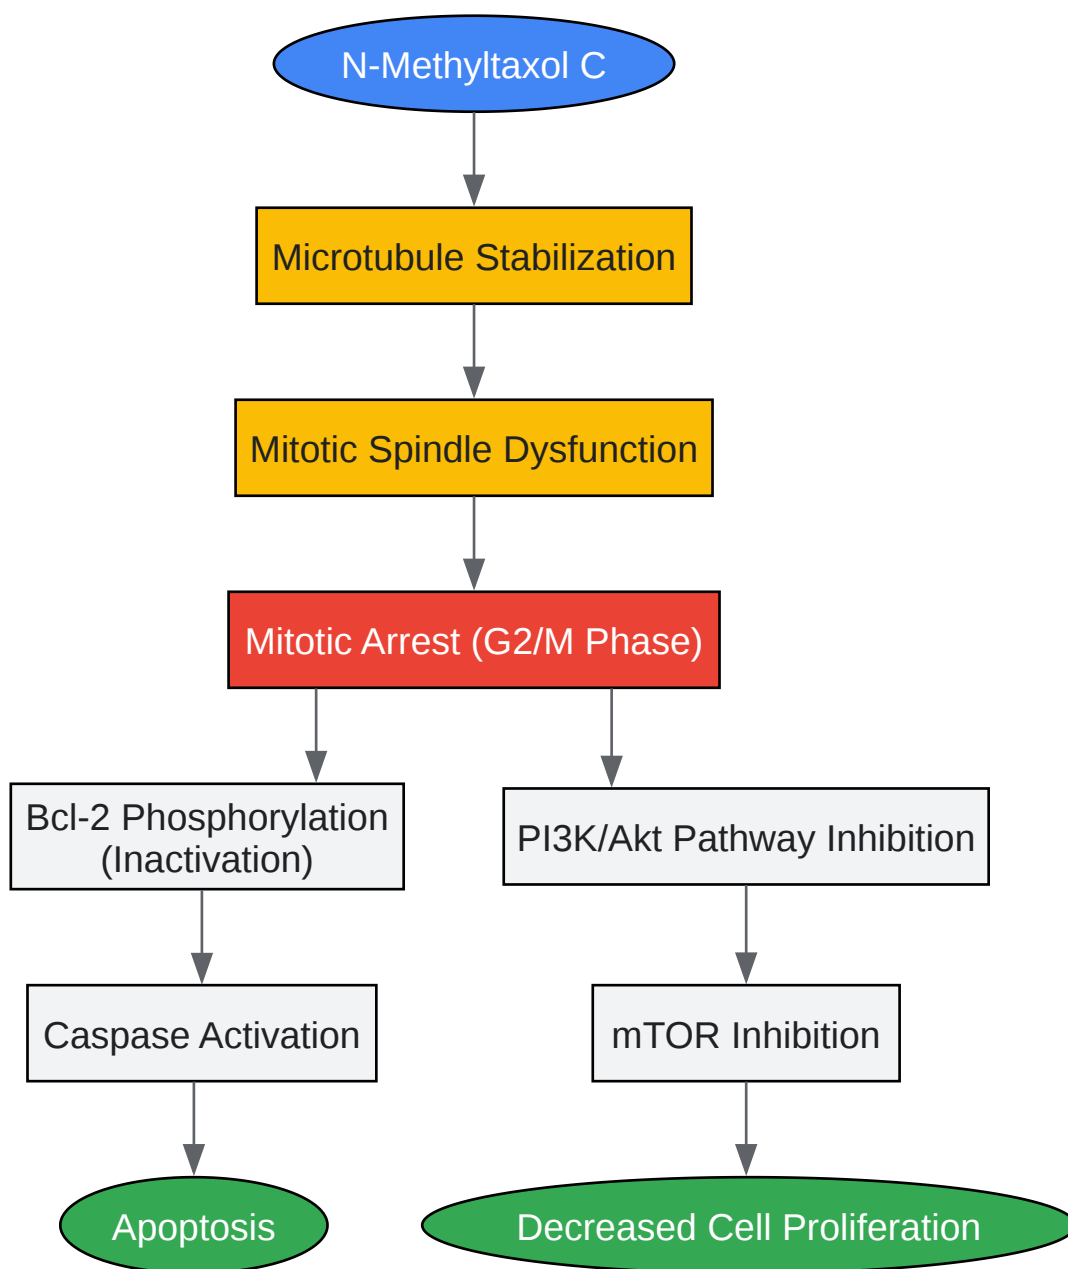 N-Methyltaxol C
Microtubule Stabilization
Mitotic Spindle Dysfunction
Mitotic Arrest (G2/M Phase)
Bcl-2 Phosphorylation
(Inactivation)
PI3K/Akt Pathway Inhibition
Caspase Activation
mTOR Inhibition
Apoptosis
Decreased Cell Proliferation